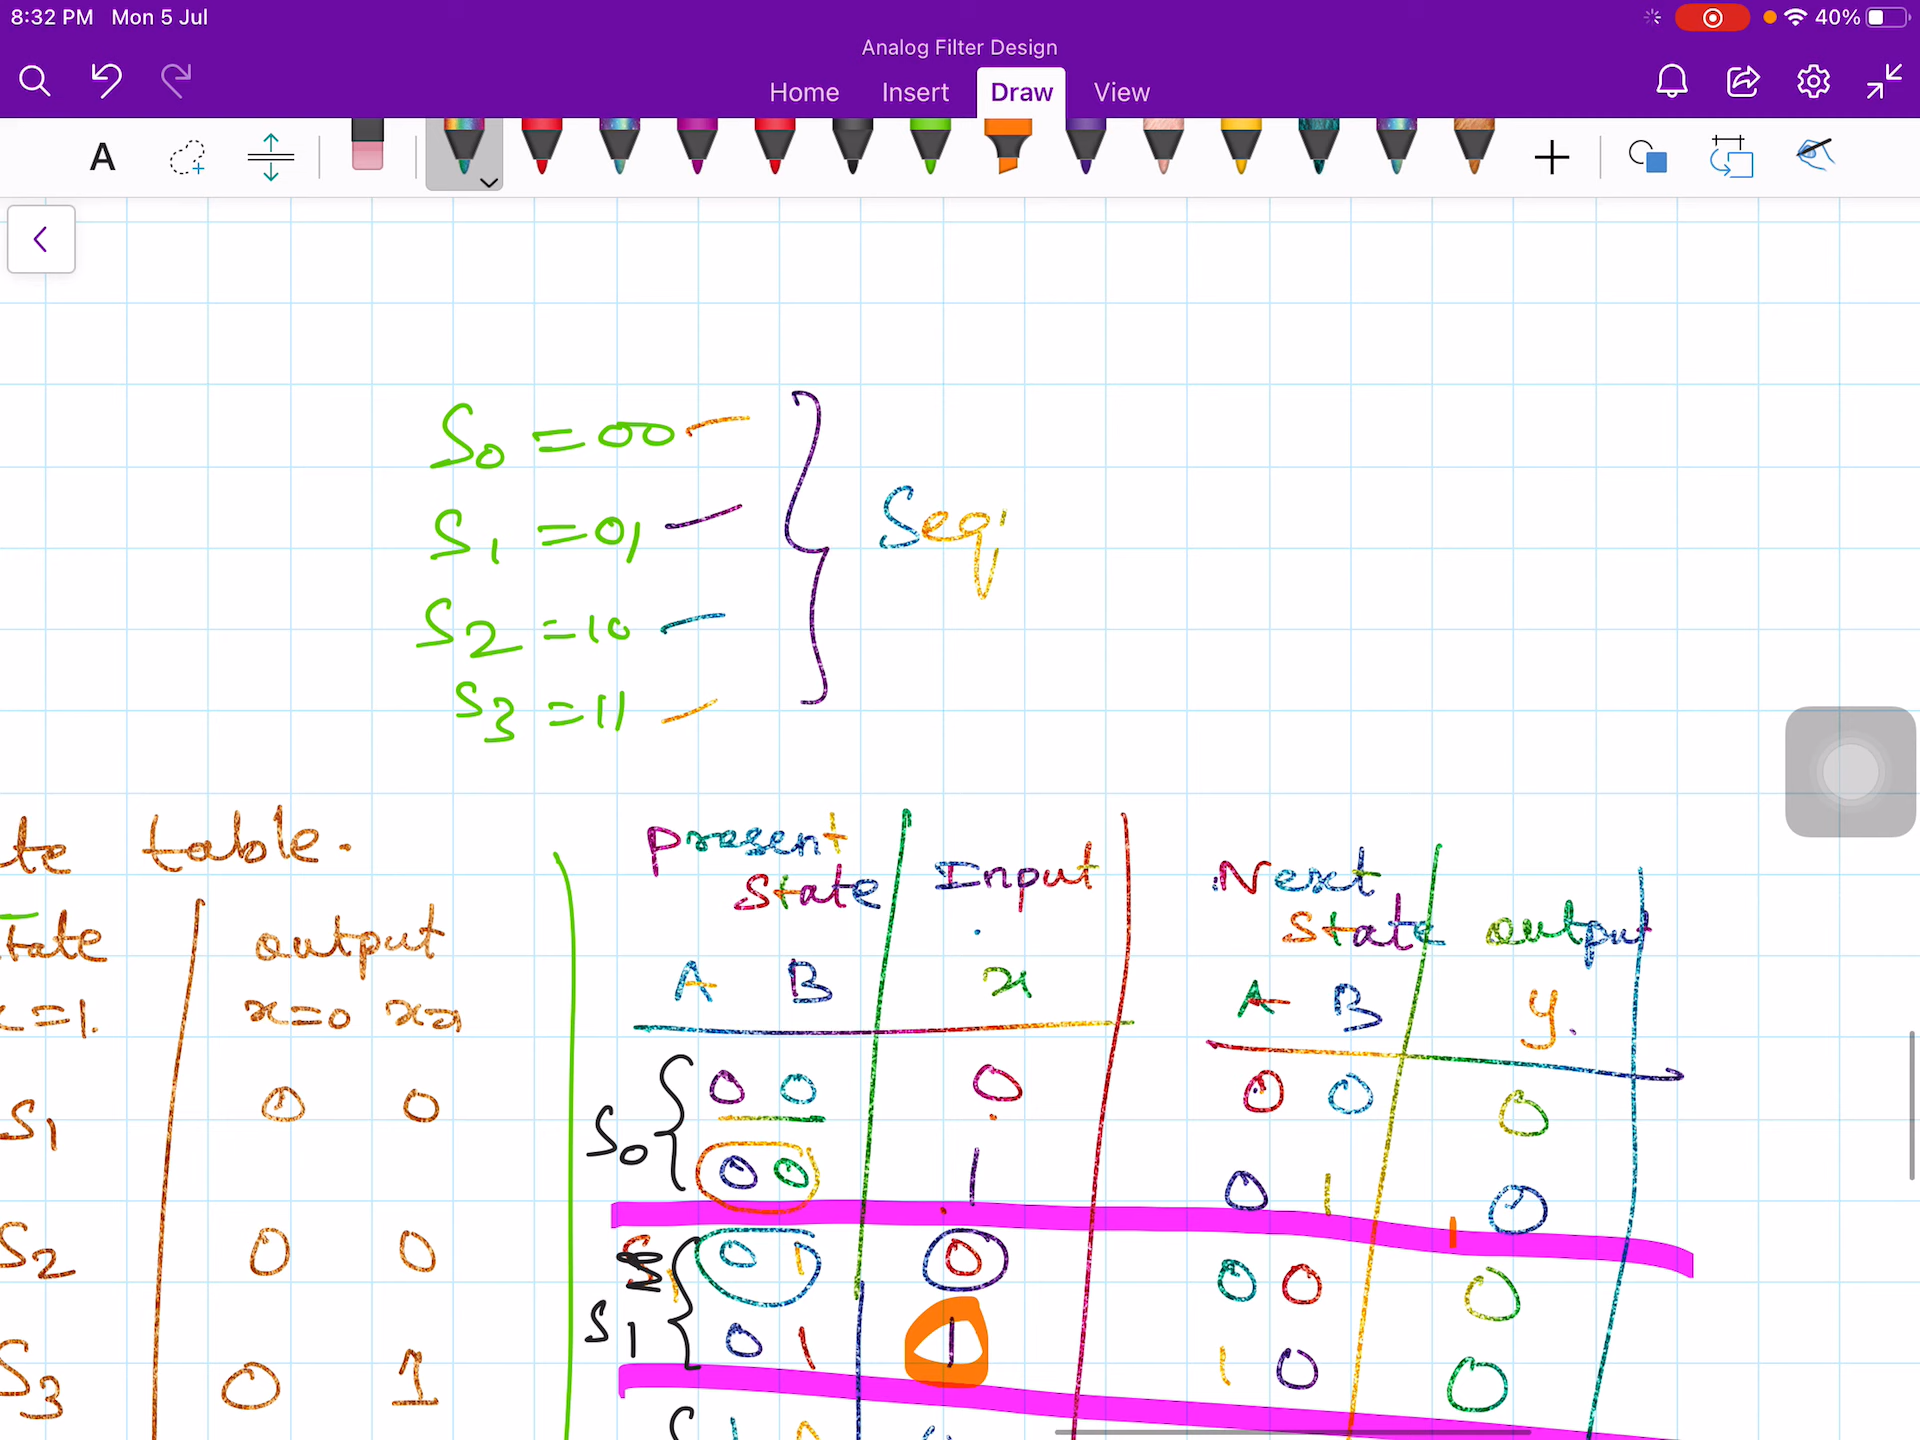 8:32 PM Mon 5 Jul
40%
Analog Filter Design
Home Insert Draw View
A
S0 = 00
S1 = 01
S2 = 10
S3 = 11
Seq
te table.
Present State Input Next State output
A B x A B y
tate output
x=1. x=0 x=1
S0 0 0 0 0 0 0
0 0 1 0 1 0
S1 0 1 0 0 0 0
0 1 1 1 0 0
S1 0 0
S2 0 0
S3 0 1